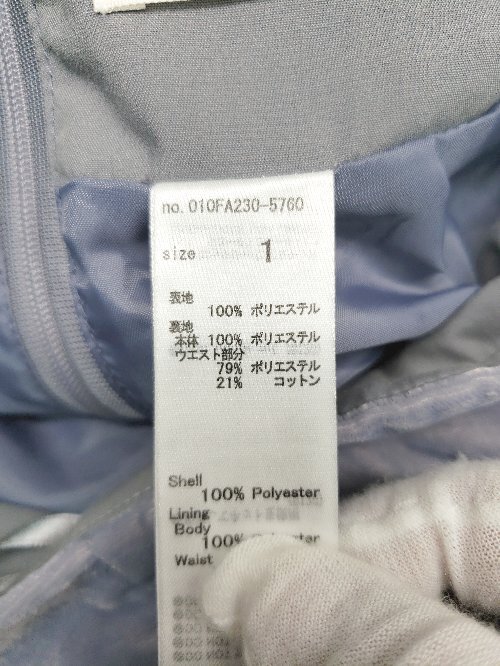 no. 010FA230-5760
size 1
表地
100% ポリエステル
裏地
本体 100% ポリエステル
ウエスト部分
79% ポリエステル
21% コットン
Shell
100% Polyester
Lining
Body
100%
Waist